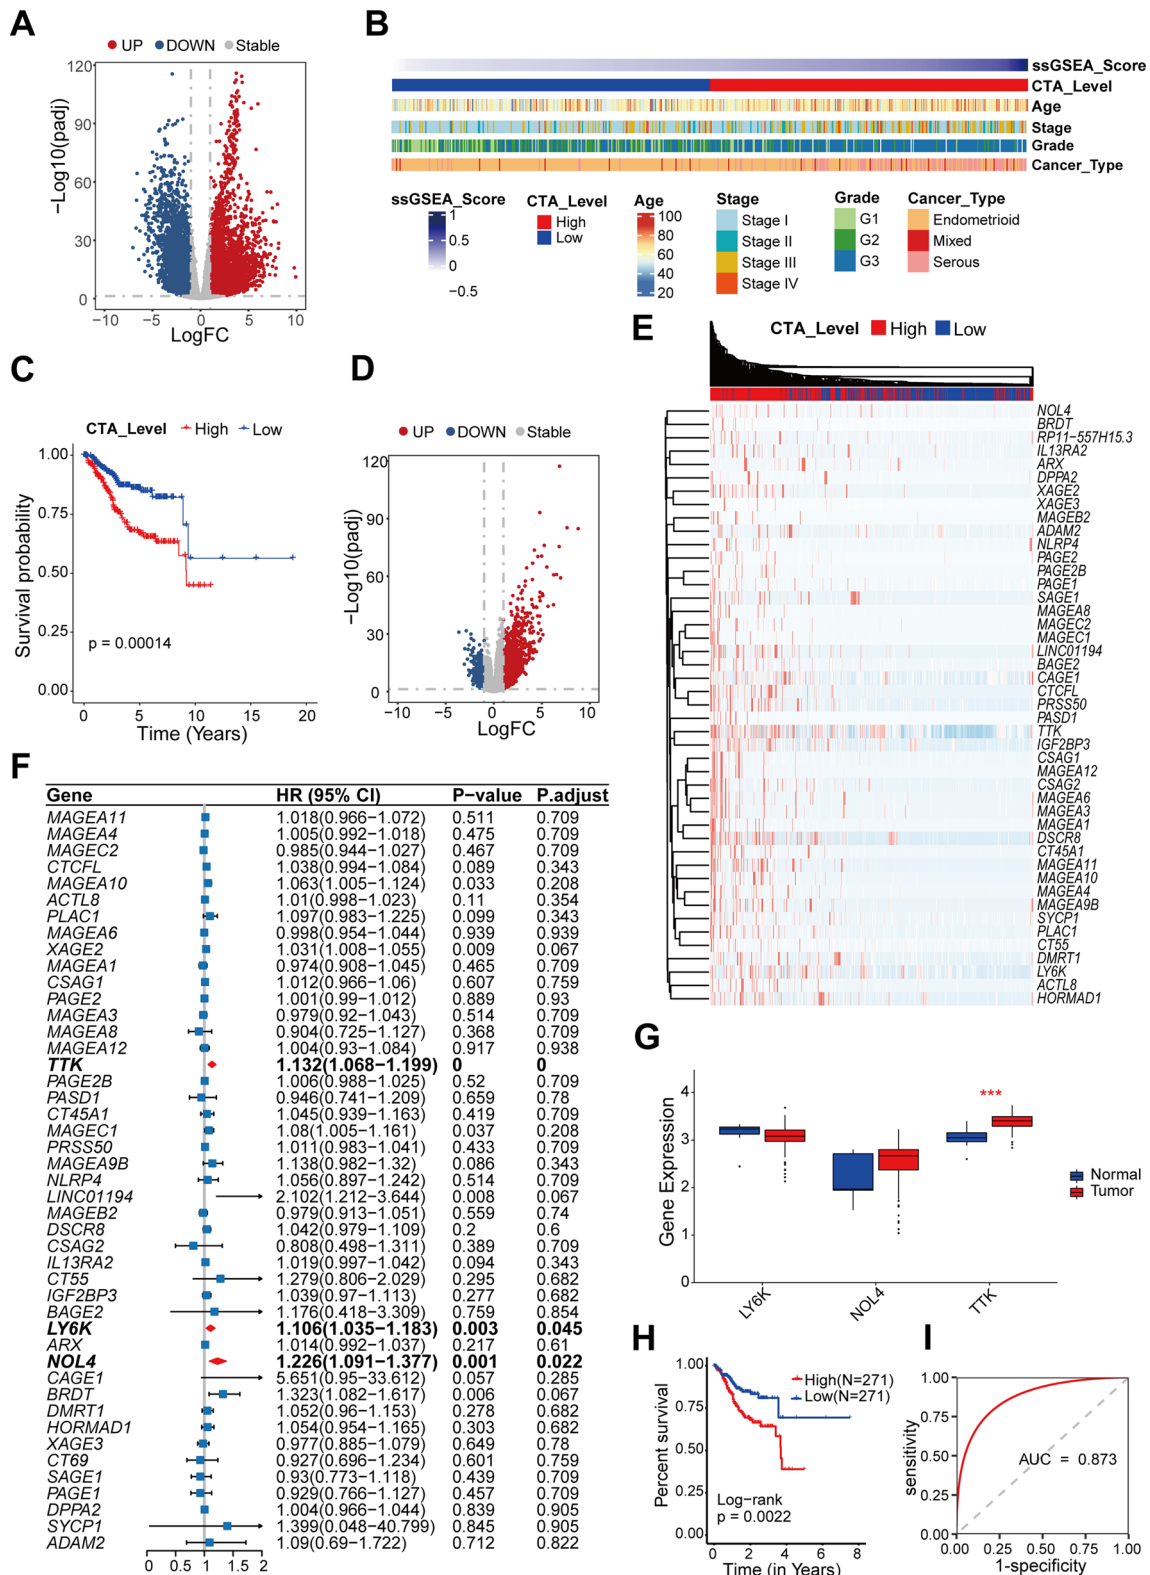 A
UP DOWN Stable
120
90
60
30
0
−Log10(padj)
−10 −5 0 5 10
LogFC
B
ssGSEA_Score
CTA_Level
Age
Stage
Grade
Cancer_Type
ssGSEA_Score
1
0.5
0
−0.5
CTA_Level
High
Low
Age
100
80
60
40
20
Stage
Stage I
Stage II
Stage III
Stage IV
Grade
G1
G2
G3
Cancer_Type
Endometrioid
Mixed
Serous
C
CTA_Level High Low
1.00
0.75
0.50
0.25
0.00
Survival probability
p = 0.00014
0 5 10 15 20
Time (Years)
D
UP DOWN Stable
120
90
60
30
0
−Log10(padj)
−10 −5 0 5 10
LogFC
E
CTA_Level High Low
NOL4
BRDT
RP11−557H15.3
IL13RA2
ARX
DPPA2
XAGE2
XAGE3
MAGEB2
ADAM2
NLRP4
PAGE2
PAGE2B
PAGE1
SAGE1
MAGEA8
MAGEC2
MAGEC1
LINC01194
BAGE2
CAGE1
CTCFL
PRSS50
PASD1
TTK
IGF2BP3
CSAG1
MAGEA12
CSAG2
MAGEA6
MAGEA3
MAGEA1
DSCR8
CT45A1
MAGEA11
MAGEA10
MAGEA4
MAGEA9B
SYCP1
PLAC1
CT55
DMRT1
LY6K
ACTL8
HORMAD1
F
Gene HR (95% CI) P−value P.adjust
MAGEA11 1.018(0.966−1.072) 0.511 0.709
MAGEA4 1.005(0.992−1.018) 0.475 0.709
MAGEC2 0.985(0.944−1.027) 0.467 0.709
CTCFL 1.038(0.994−1.084) 0.089 0.343
MAGEA10 1.063(1.005−1.124) 0.033 0.208
ACTL8 1.01(0.998−1.023) 0.11 0.354
PLAC1 1.097(0.983−1.225) 0.099 0.343
MAGEA6 0.998(0.954−1.044) 0.939 0.939
XAGE2 1.031(1.008−1.055) 0.009 0.067
MAGEA1 0.974(0.908−1.045) 0.465 0.709
CSAG1 1.012(0.966−1.06) 0.607 0.759
PAGE2 1.001(0.99−1.012) 0.889 0.93
MAGEA3 0.979(0.92−1.043) 0.514 0.709
MAGEA8 0.904(0.725−1.127) 0.368 0.709
MAGEA12 1.004(0.93−1.084) 0.917 0.938
TTK 1.132(1.068−1.199) 0 0
PAGE2B 1.006(0.988−1.025) 0.52 0.709
PASD1 0.946(0.741−1.209) 0.659 0.78
CT45A1 1.045(0.939−1.163) 0.419 0.709
MAGEC1 1.08(1.005−1.161) 0.037 0.208
PRSS50 1.011(0.983−1.041) 0.433 0.709
MAGEA9B 1.138(0.982−1.32) 0.086 0.343
NLRP4 1.056(0.897−1.242) 0.514 0.709
LINC01194 2.102(1.212−3.644) 0.008 0.067
MAGEB2 0.979(0.913−1.051) 0.559 0.74
DSCR8 1.042(0.979−1.109) 0.2 0.6
CSAG2 0.808(0.498−1.311) 0.389 0.709
IL13RA2 1.019(0.997−1.042) 0.094 0.343
CT55 1.279(0.806−2.029) 0.295 0.682
IGF2BP3 1.039(0.97−1.113) 0.277 0.682
BAGE2 1.176(0.418−3.309) 0.759 0.854
LY6K 1.106(1.035−1.183) 0.003 0.045
ARX 1.014(0.992−1.037) 0.217 0.61
NOL4 1.226(1.091−1.377) 0.001 0.022
CAGE1 5.651(0.95−33.612) 0.057 0.285
BRDT 1.323(1.082−1.617) 0.006 0.067
DMRT1 1.052(0.96−1.153) 0.278 0.682
HORMAD1 1.054(0.954−1.165) 0.303 0.682
XAGE3 0.977(0.885−1.079) 0.649 0.78
CT69 0.927(0.696−1.234) 0.601 0.759
SAGE1 0.93(0.773−1.118) 0.439 0.709
PAGE1 0.929(0.766−1.127) 0.457 0.709
DPPA2 1.004(0.966−1.044) 0.839 0.905
SYCP1 1.399(0.048−40.799) 0.845 0.905
ADAM2 1.09(0.69−1.722) 0.712 0.822
0 0.5 1 1.5 2
G
4
3
2
1
0
Gene Expression
***
LY6K NOL4 TTK
Normal
Tumor
H
High(N=271)
Low(N=271)
1.00
0.75
0.50
0.25
0.00
Percent survival
Log−rank
p = 0.0022
0 2 4 6 8
Time (in Years)
I
1.00
0.75
0.50
0.25
0.00
sensitivity
AUC = 0.873
0.00 0.25 0.50 0.75 1.00
1-specificity